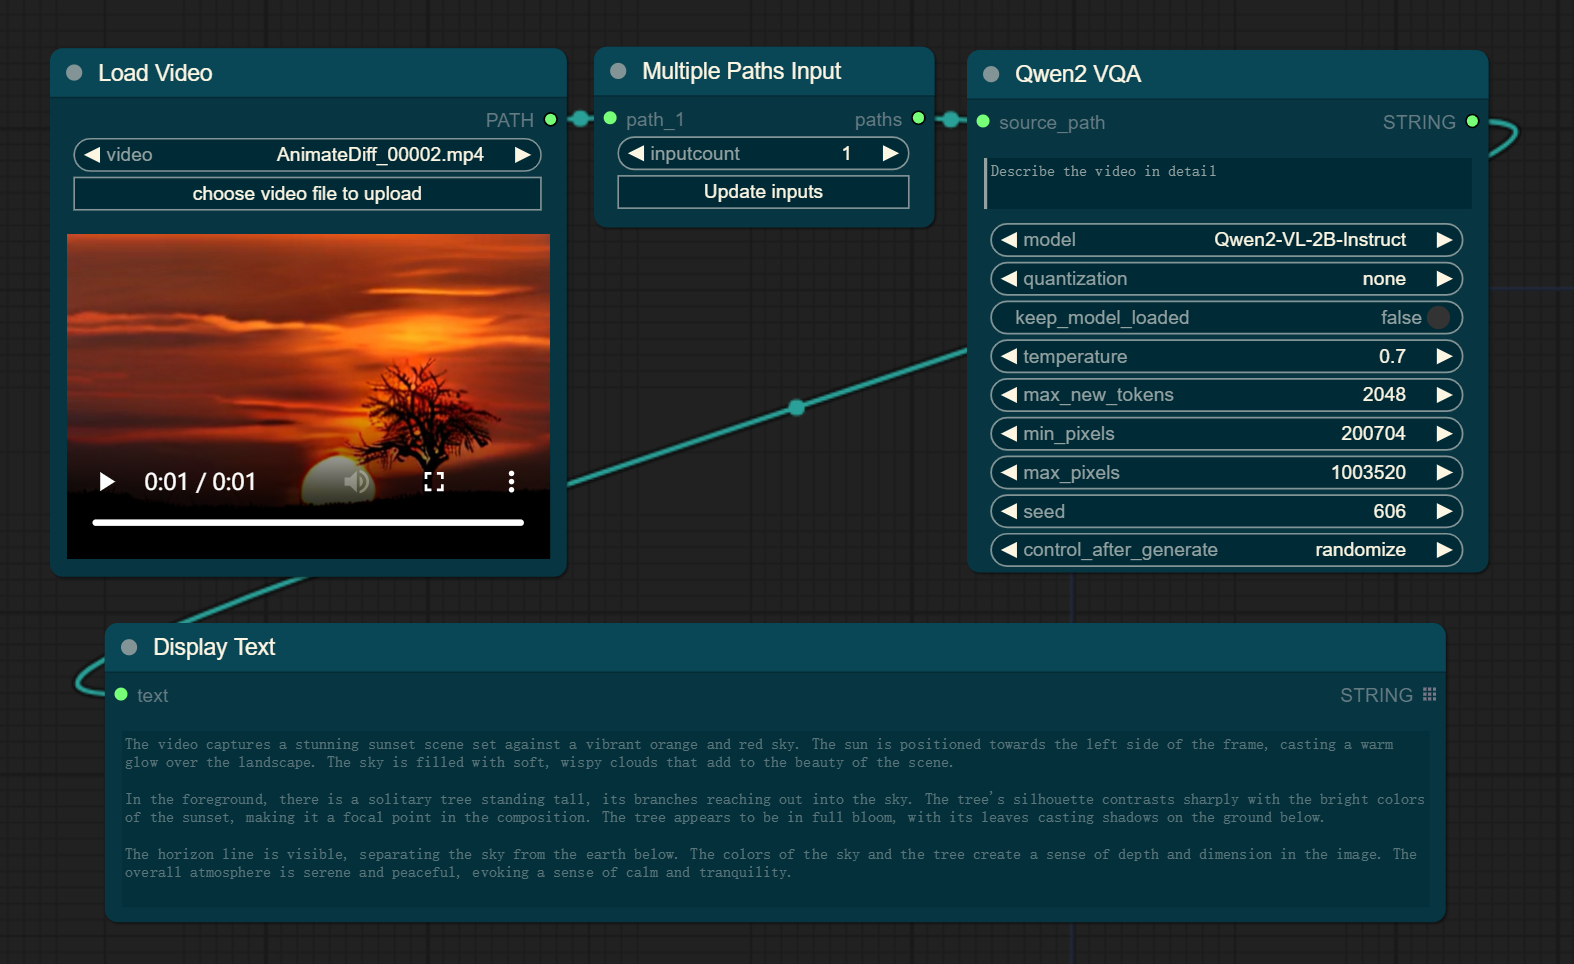 Load Video
PATH
video AnimateDiff_00002.mp4
choose video file to upload
0:01 / 0:01
Multiple Paths Input
path_1 paths
inputcount 1
Update inputs
Qwen2 VQA
source_path STRING
Describe the video in detail
model Qwen2-VL-2B-Instruct
quantization none
keep_model_loaded false
temperature 0.7
max_new_tokens 2048
min_pixels 200704
max_pixels 1003520
seed 606
control_after_generate randomize
Display Text
text STRING
The video captures a stunning sunset scene set against a vibrant orange and red sky. The sun is positioned towards the left side of the frame, casting a warm
glow over the landscape. The sky is filled with soft, wispy clouds that add to the beauty of the scene.
In the foreground, there is a solitary tree standing tall, its branches reaching out into the sky. The tree's silhouette contrasts sharply with the bright colors
of the sunset, making it a focal point in the composition. The tree appears to be in full bloom, with its leaves casting shadows on the ground below.
The horizon line is visible, separating the sky from the earth below. The colors of the sky and the tree create a sense of depth and dimension in the image. The
overall atmosphere is serene and peaceful, evoking a sense of calm and tranquility.